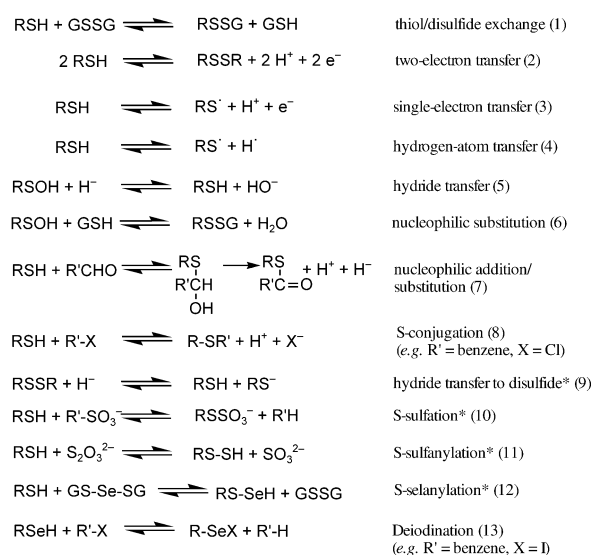 RSH + GSSG ⇌ RSSG + GSH thiol/disulfide exchange (1)
2 RSH ⇌ RSSR + 2 H⁺ + 2 e⁻ two-electron transfer (2)
RSH ⇌ RS˙ + H⁺ + e⁻ single-electron transfer (3)
RSH ⇌ RS˙ + H˙ hydrogen-atom transfer (4)
RSOH + H⁻ ⇌ RSH + HO⁻ hydride transfer (5)
RSOH + GSH ⇌ RSSG + H₂O nucleophilic substitution (6)
RSH + R'CHO ⇌ RS → RS + H⁺ + H⁻ nucleophilic addition/
R'CH R'C=O substitution (7)
OH
RSH + R'-X ⇌ R-SR' + H⁺ + X⁻ S-conjugation (8)
(e.g. R' = benzene, X = Cl)
RSSR + H⁻ ⇌ RSH + RS⁻ hydride transfer to disulfide* (9)
RSH + R'-SO₃⁻ ⇌ RSSO₃⁻ + R'H S-sulfation* (10)
RSH + S₂O₃²⁻ ⇌ RS-SH + SO₃²⁻ S-sulfanylation* (11)
RSH + GS-Se-SG ⇌ RS-SeH + GSSG S-selanylation* (12)
RSeH + R'-X ⇌ R-SeX + R'-H Deiodination (13)
(e.g. R' = benzene, X = I)